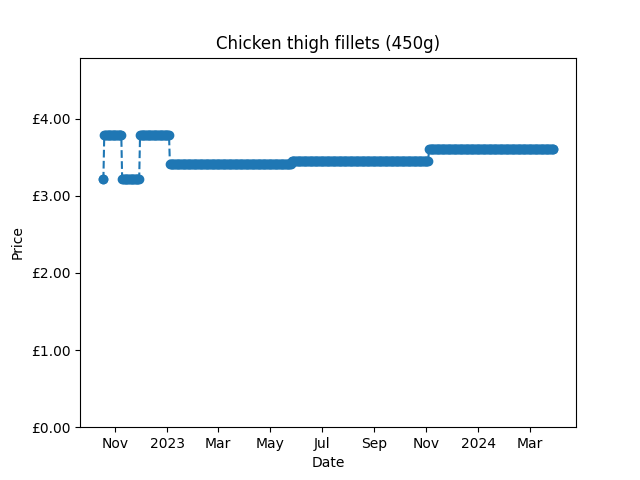 Chicken thigh fillets (450g)
£4.00
£3.00
£2.00
£1.00
£0.00
Price
Nov 2023 Mar May Jul Sep Nov 2024 Mar
Date